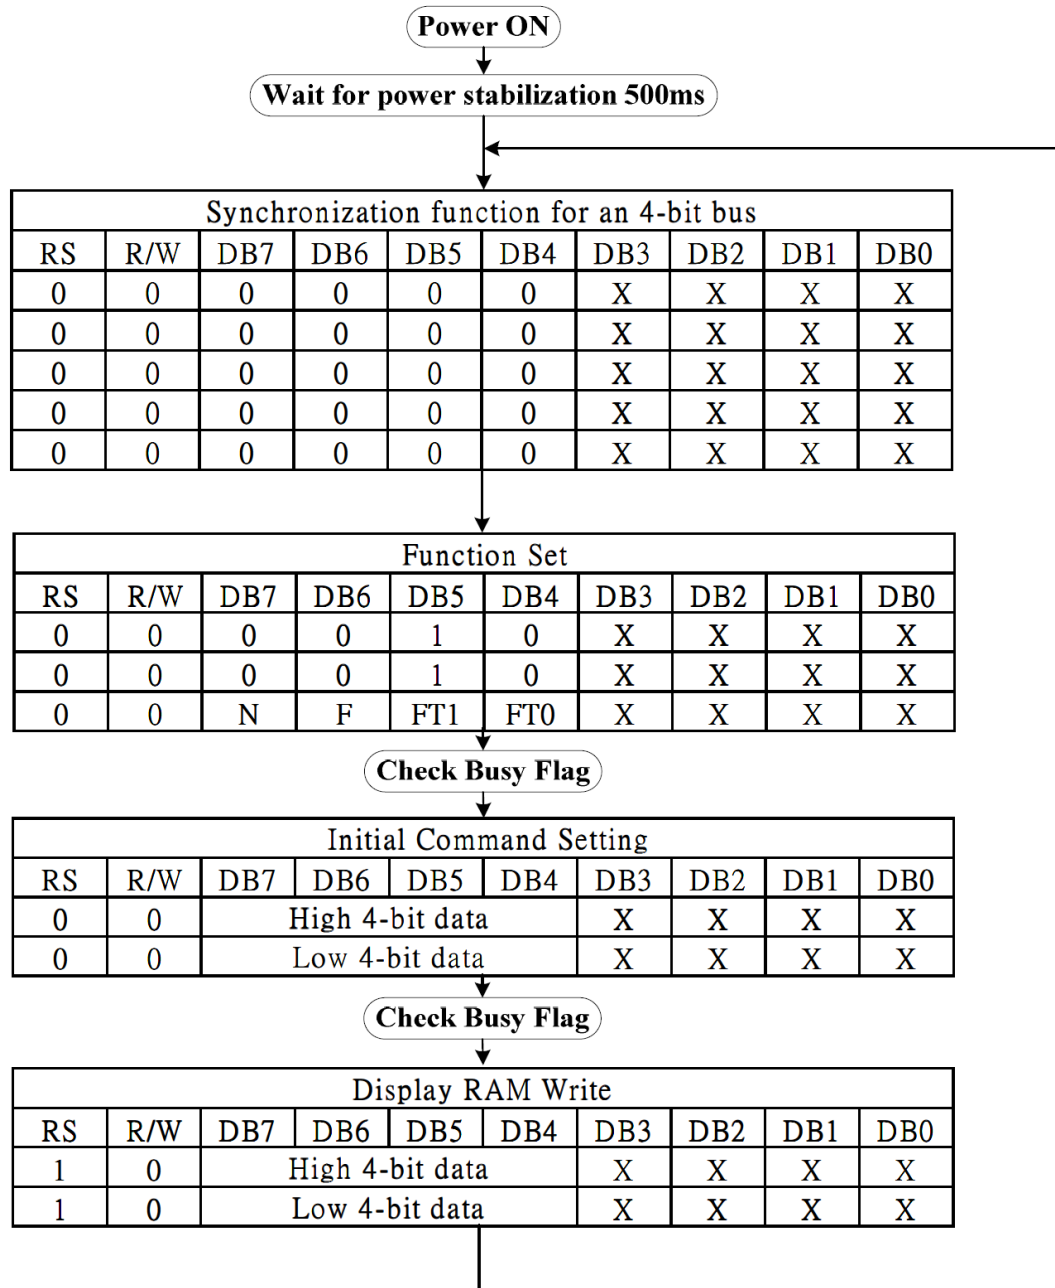 Power ON
Wait for power stabilization 500ms
Synchronization function for an 4-bit bus
RS R/W DB7 DB6 DB5 DB4 DB3 DB2 DB1 DB0
0 0 0 0 0 0 X X X X
0 0 0 0 0 0 X X X X
0 0 0 0 0 0 X X X X
0 0 0 0 0 0 X X X X
0 0 0 0 0 0 X X X X
Function Set
RS R/W DB7 DB6 DB5 DB4 DB3 DB2 DB1 DB0
0 0 0 0 1 0 X X X X
0 0 0 0 1 0 X X X X
0 0 N F FT1 FT0 X X X X
Check Busy Flag
Initial Command Setting
RS R/W DB7 DB6 DB5 DB4 DB3 DB2 DB1 DB0
0 0 High 4-bit data X X X X
0 0 Low 4-bit data X X X X
Check Busy Flag
Display RAM Write
RS R/W DB7 DB6 DB5 DB4 DB3 DB2 DB1 DB0
1 0 High 4-bit data X X X X
1 0 Low 4-bit data X X X X